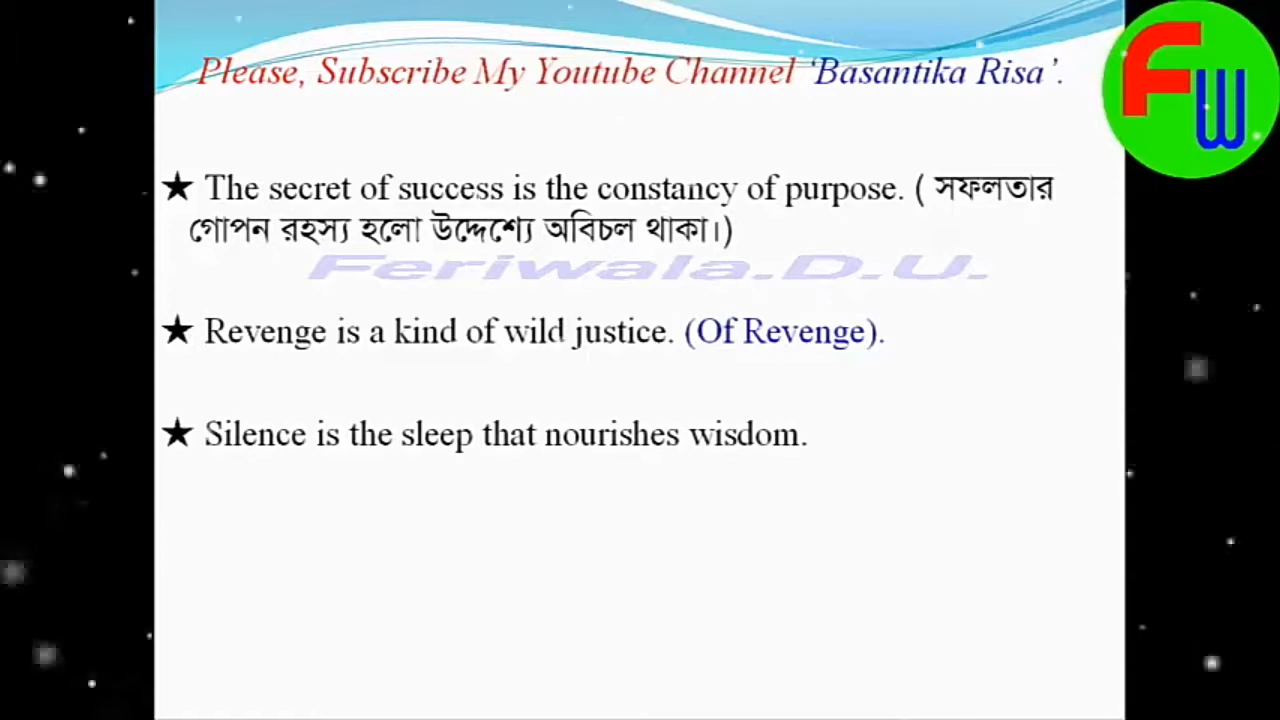 Please, Subscribe My Youtube Channel ‘Basantika Risa’.
FW
★ The secret of success is the constancy of purpose. ( সফলতার
গোপন রহস্য হলো উদ্দেশ্যে অবিচল থাকা।)
Feriwala.D.U.
★ Revenge is a kind of wild justice. (Of Revenge).
★ Silence is the sleep that nourishes wisdom.